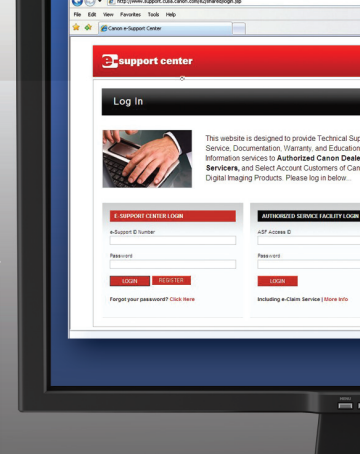 http://www.support.cusa.canon.com/
File Edit View Favorites Tools Help
Canon e-Support Center
e-support center
Log In
This website is designed to provide Technical Sup
Service, Documentation, Warranty, and Education
Information services to Authorized Canon Deale
Servicers, and Select Account Customers of Can
Digital Imaging Products. Please log in below...
E-SUPPORT CENTER LOGIN
e-Support ID Number
Password
LOGIN REGISTER
Forgot your password? Click Here
AUTHORIZED SERVICE FACILITY LOGIN
ASF Access ID
Password
LOGIN
Including e-Claim Service | More Info
MENU